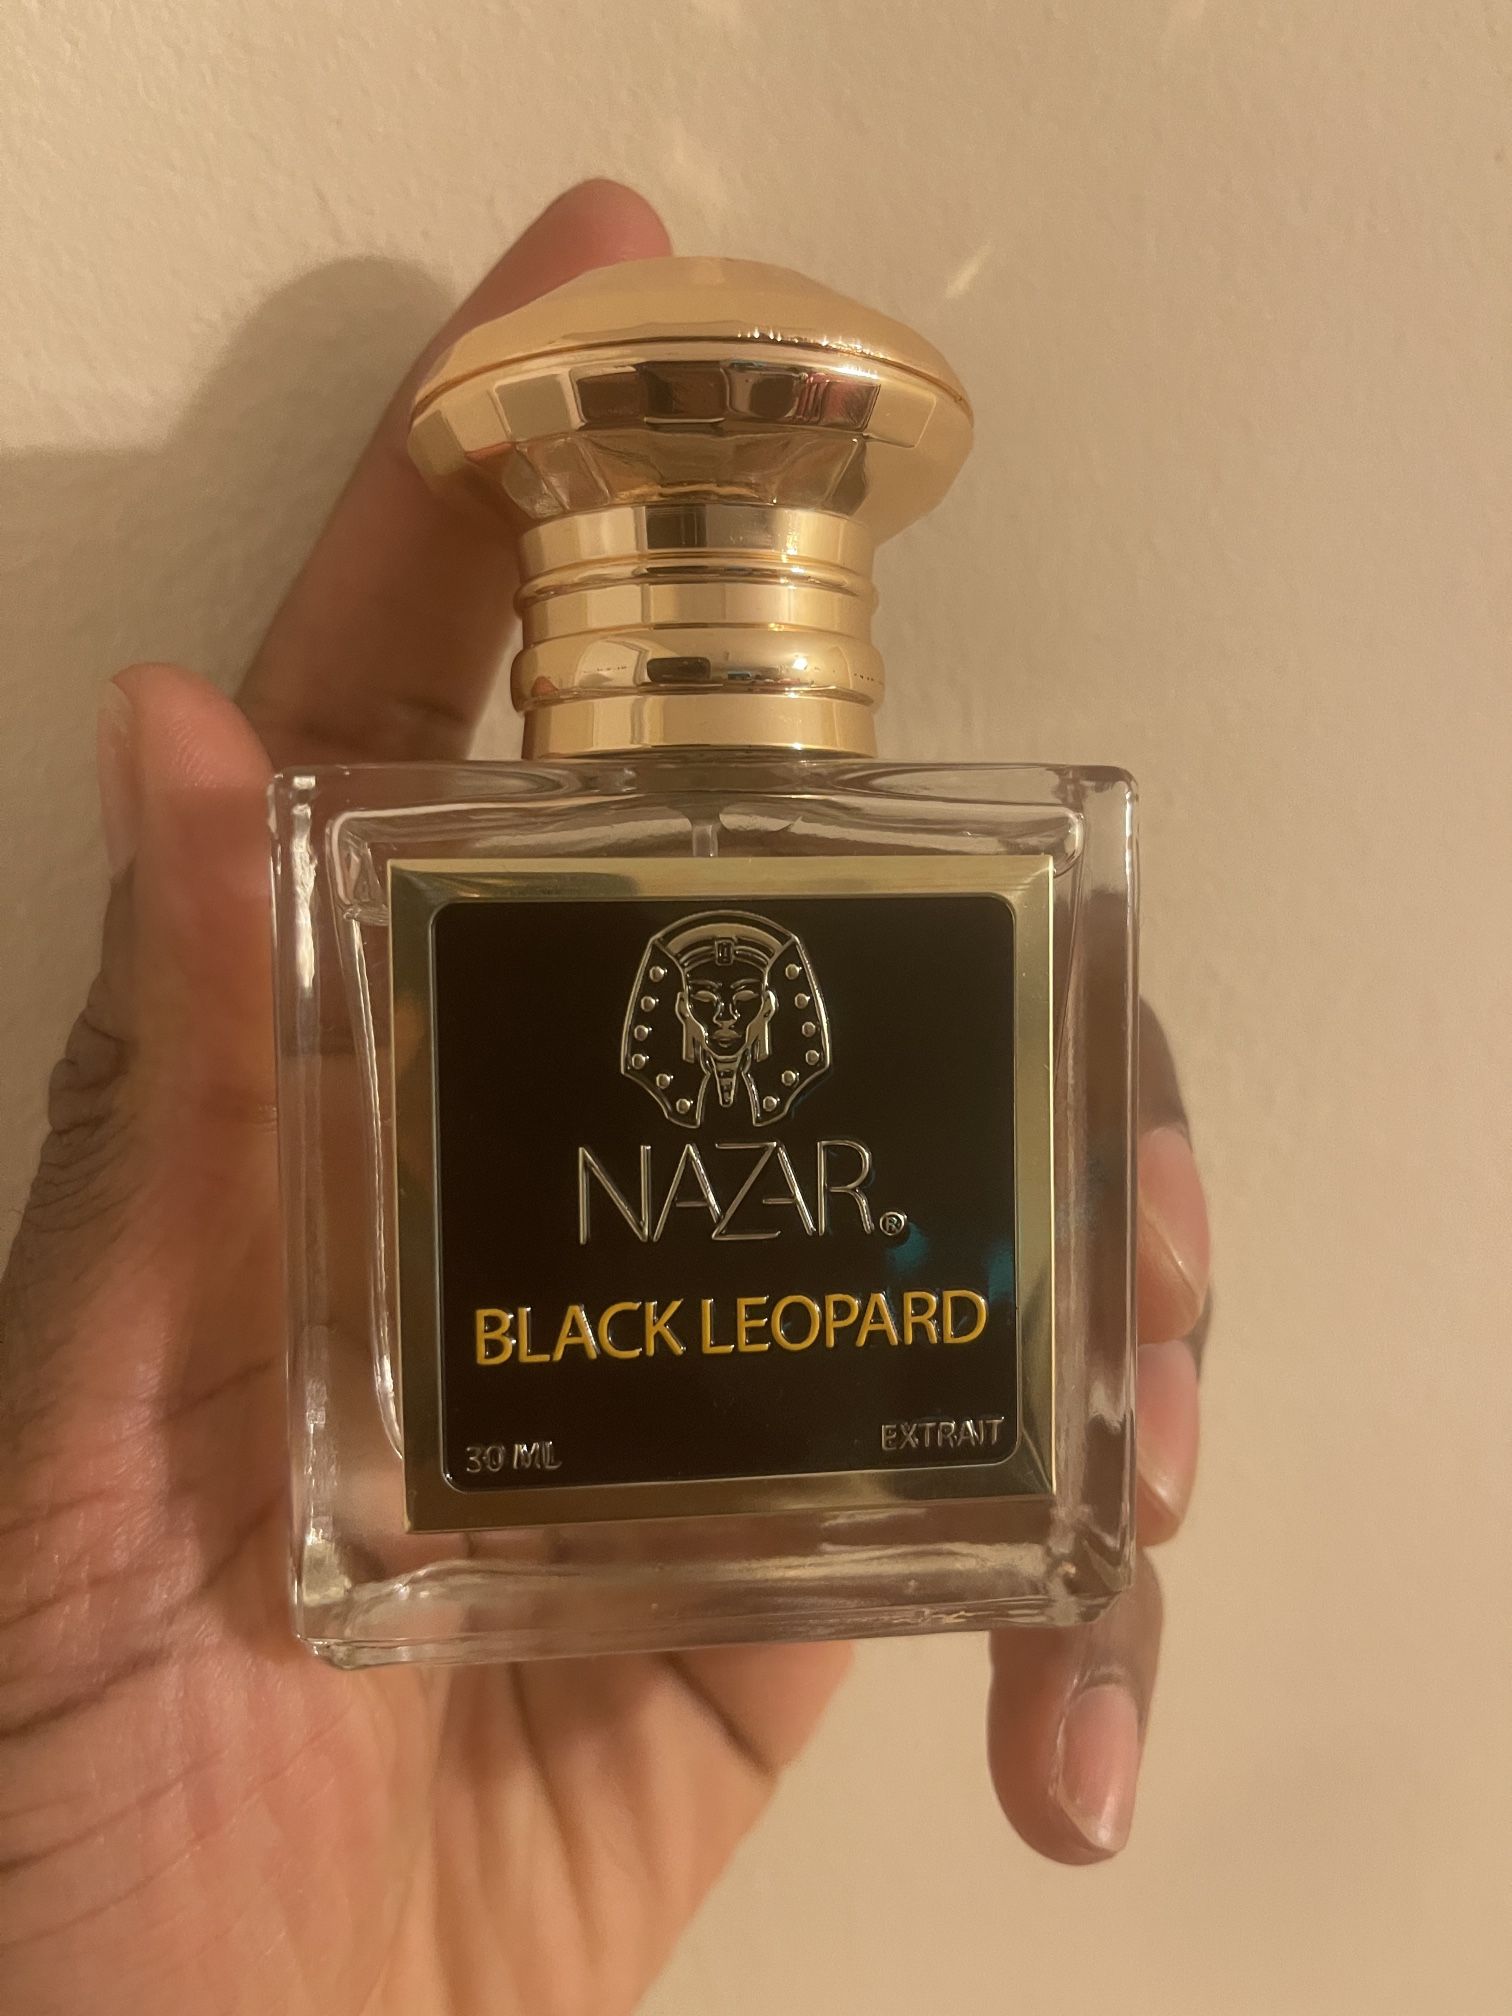 NAZAR®
BLACK LEOPARD
30 ML
EXTRAIT